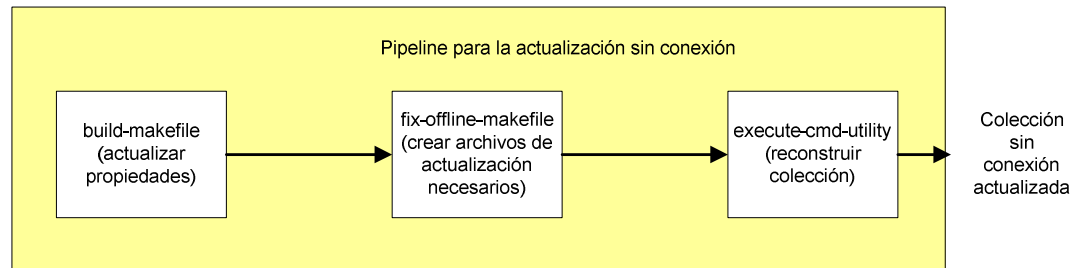 Pipeline para la actualización sin conexión
build-makefile
(actualizar
propiedades)
fix-offline-makefile
(crear archivos de
actualización
necesarios)
execute-cmd-utility
(reconstruir
colección)
Colección
sin
conexión
actualizada